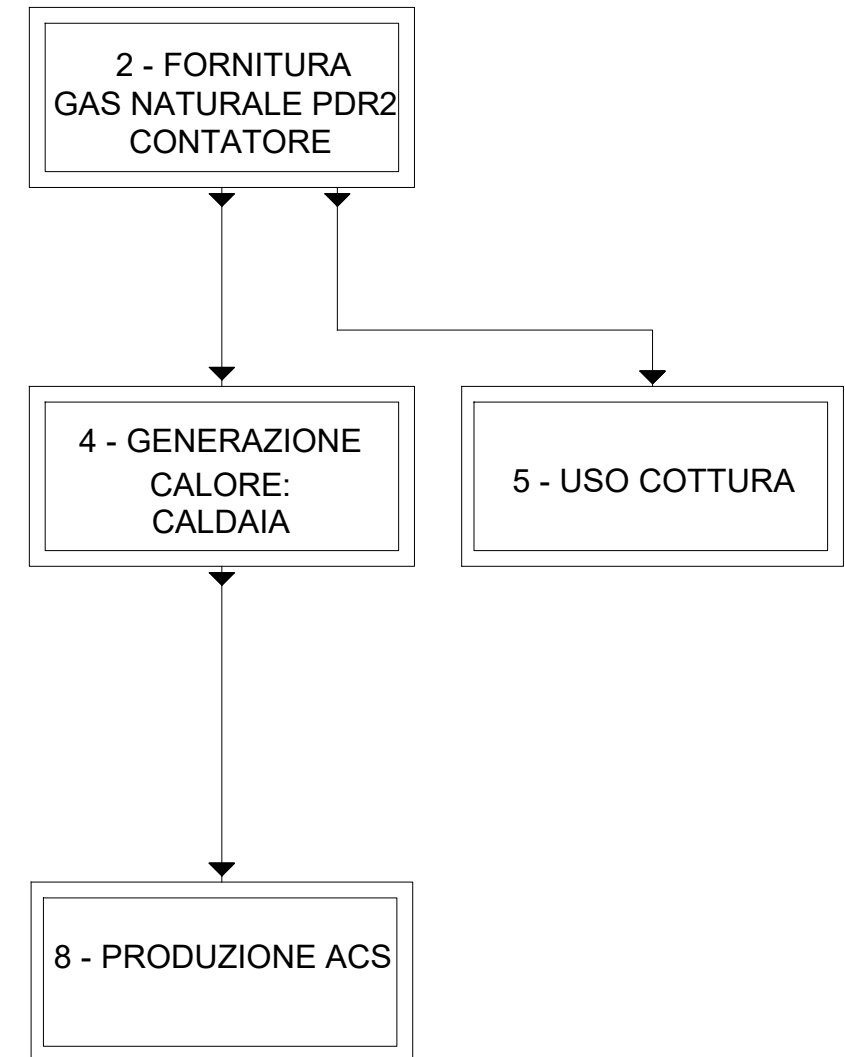 2 - FORNITURA
GAS NATURALE PDR2
CONTATORE
4 - GENERAZIONE
CALORE:
CALDAIA
5 - USO COTTURA
8 - PRODUZIONE ACS